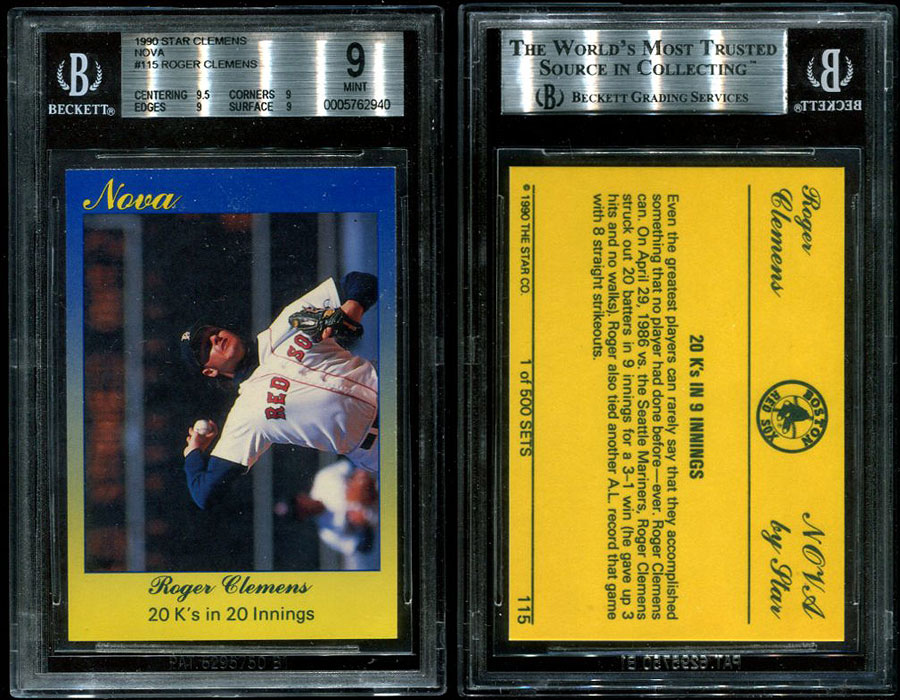 1990 STAR CLEMENS
NOVA
#115 ROGER CLEMENS
CENTERING 9.5 CORNERS 9
EDGES 9 SURFACE 9
9
MINT
0005762940
B
BECKETT®
Nova
RED SO
Roger Clemens
20 K's in 20 Innings
PAT. 6295750 B
THE WORLD'S MOST TRUSTED
SOURCE IN COLLECTING™
B BECKETT GRADING SERVICES
B
BECKETT®
Roger
Clemens
BOSTON
RED SOX
NOVA
by Star
20 K's IN 9 INNINGS
Even the greatest players can rarely say that they accomplished
something that no player had done before—ever. Roger Clemens
can. On April 29, 1986 vs. the Seattle Mariners, Roger Clemens
struck out 20 batters in 9 innings for a 3-1 win (he gave up 3
hits and no walks). Roger also tied another A.L. record that game
with 8 straight strikeouts.
© 1990 THE STAR CO. 1 of 500 SETS 115
PAT. 6295750 B1